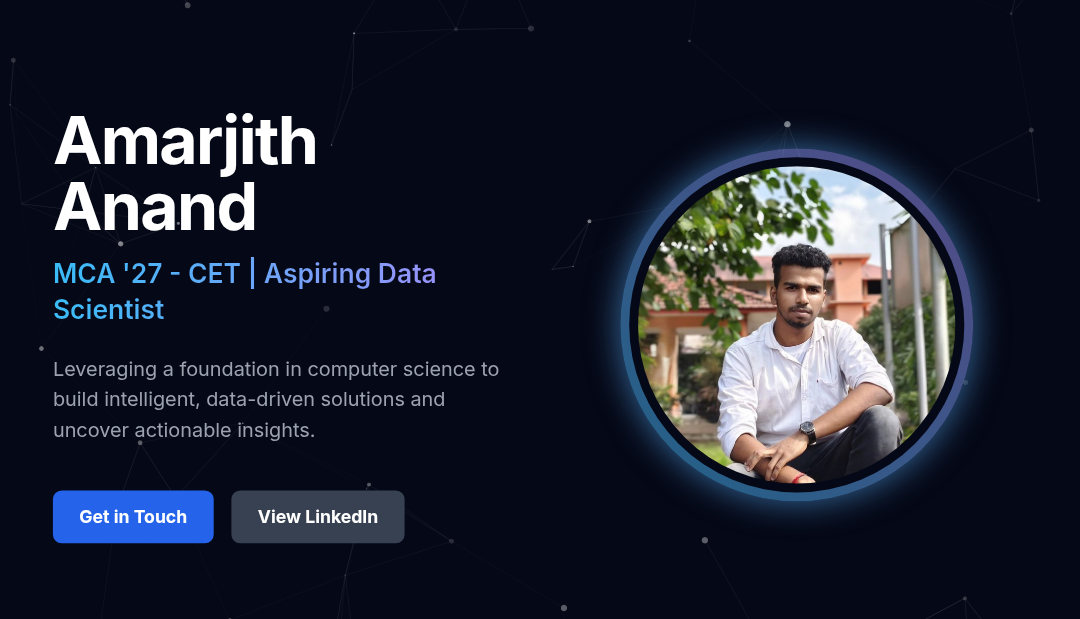 Amarjith
Anand
MCA '27 - CET | Aspiring Data
Scientist
Leveraging a foundation in computer science to
build intelligent, data-driven solutions and
uncover actionable insights.
Get in Touch
View LinkedIn